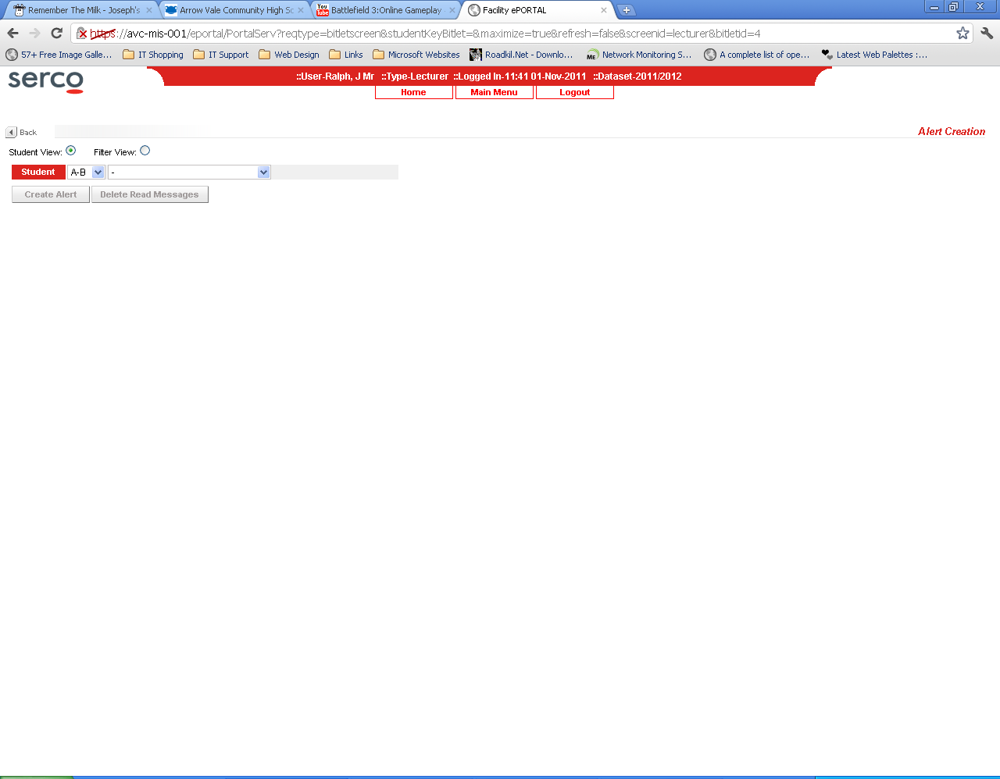 Remember The Milk - Joseph's
Arrow Vale Community High Sc
You Tube
Battlefield 3:Online Gameplay
Facility ePORTAL
https://avc-mis-001/eportal/PortalServ?reqtype=bitletscreen&studentKeyBitlet=&maximize=true&refresh=false&screenid=lecturer&bitletid=4
57+ Free Image Galle...
IT Shopping
IT Support
Web Design
Links
Microsoft Websites
Roadkil.Net - Downlo...
ME
Network Monitoring S...
A complete list of ope...
Latest Web Palettes :...
serco
::User-Ralph, J Mr ::Type-Lecturer ::Logged In-11:41 01-Nov-2011 ::Dataset-2011/2012
Home
Main Menu
Logout
Back
Alert Creation
Student View:
Filter View:
Student
A-B
-
Create Alert
Delete Read Messages